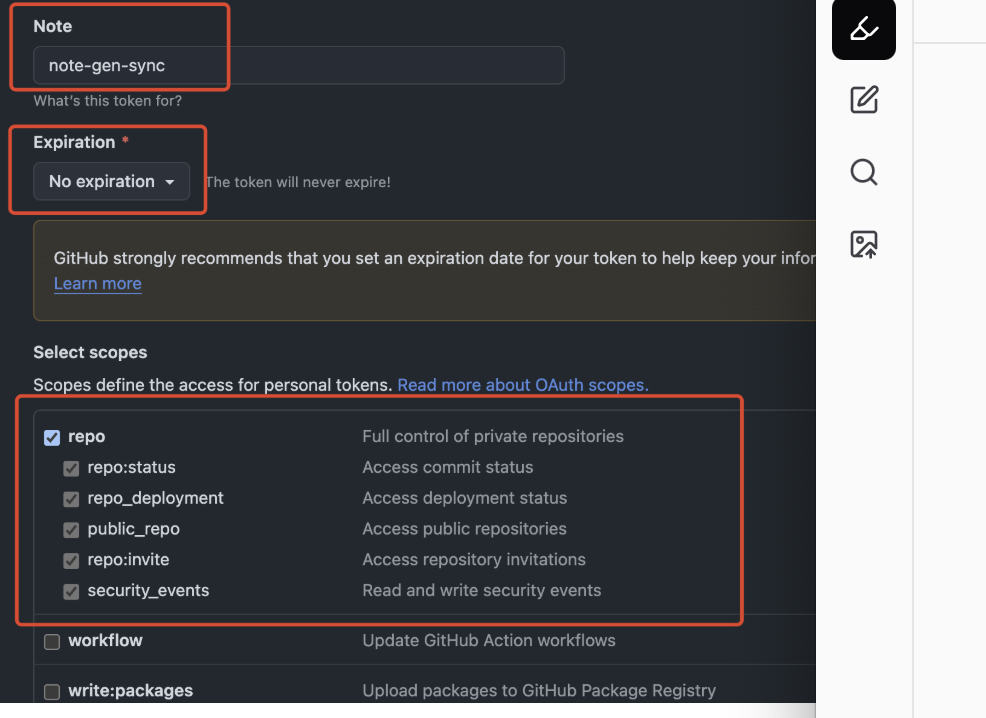 Note
note-gen-sync
What's this token for?
Expiration *
No expiration
The token will never expire!
GitHub strongly recommends that you set an expiration date for your token to help keep your
Learn more
Select scopes
Scopes define the access for personal tokens. Read more about OAuth scopes.
repo Full control of private repositories
repo:status Access commit status
repo_deployment Access deployment status
public_repo Access public repositories
repo:invite Access repository invitations
security_events Read and write security events
workflow Update GitHub Action workflows
write:packages Upload packages to GitHub Package Registry